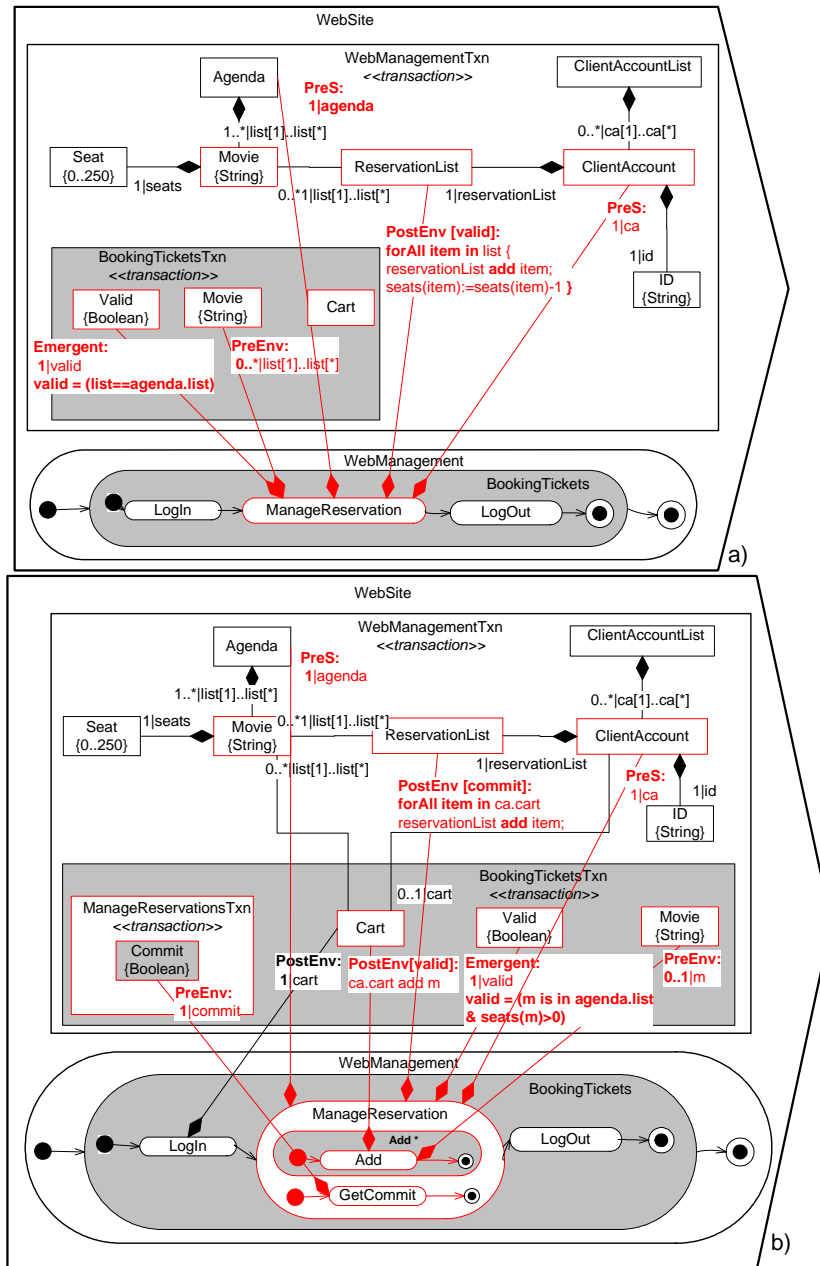 WebSite
WebManagementTxn
<<transaction>>
Agenda
PreS:
1|agenda
ClientAccountList
1..*|list[1]..list[*]
0..*|ca[1]..ca[*]
Seat
{0..250}
1|seats
Movie
{String}
0..*1|list[1]..list[*]
ReservationList
1|reservationList
ClientAccount
PreS:
1|ca
PostEnv [valid]:
forAll item in list {
reservationList add item;
seats(item):=seats(item)-1 }
1|id
ID
{String}
BookingTicketsTxn
<<transaction>>
Valid
{Boolean}
Movie
{String}
Cart
Emergent:
1|valid
valid = (list==agenda.list)
PreEnv:
0..*|list[1]..list[*]
WebManagement
BookingTickets
LogIn
ManageReservation
LogOut
a)
WebSite
WebManagementTxn
<<transaction>>
Agenda
PreS:
1|agenda
ClientAccountList
1..*|list[1]..list[*]
0..*|ca[1]..ca[*]
Seat
{0..250}
1|seats
Movie
{String}
0..*1|list[1]..list[*]
ReservationList
ClientAccount
0..*|list[1]..list[*]
1|reservationList
PreS:
1|ca
PostEnv [commit]:
forAll item in ca.cart
reservationList add item;
1|id
ID
{String}
BookingTicketsTxn
<<transaction>>
0..1|cart
ManageReservationsTxn
<<transaction>>
Commit
{Boolean}
Cart
Valid
{Boolean}
Movie
{String}
PreEnv:
1|commit
PostEnv:
1|cart
PostEnv[valid]:
ca.cart add m
Emergent:
1|valid
valid = (m is in agenda.list
& seats(m)>0)
PreEnv:
0..1|m
WebManagement
BookingTickets
ManageReservation
LogIn
Add *
Add
LogOut
GetCommit
b)